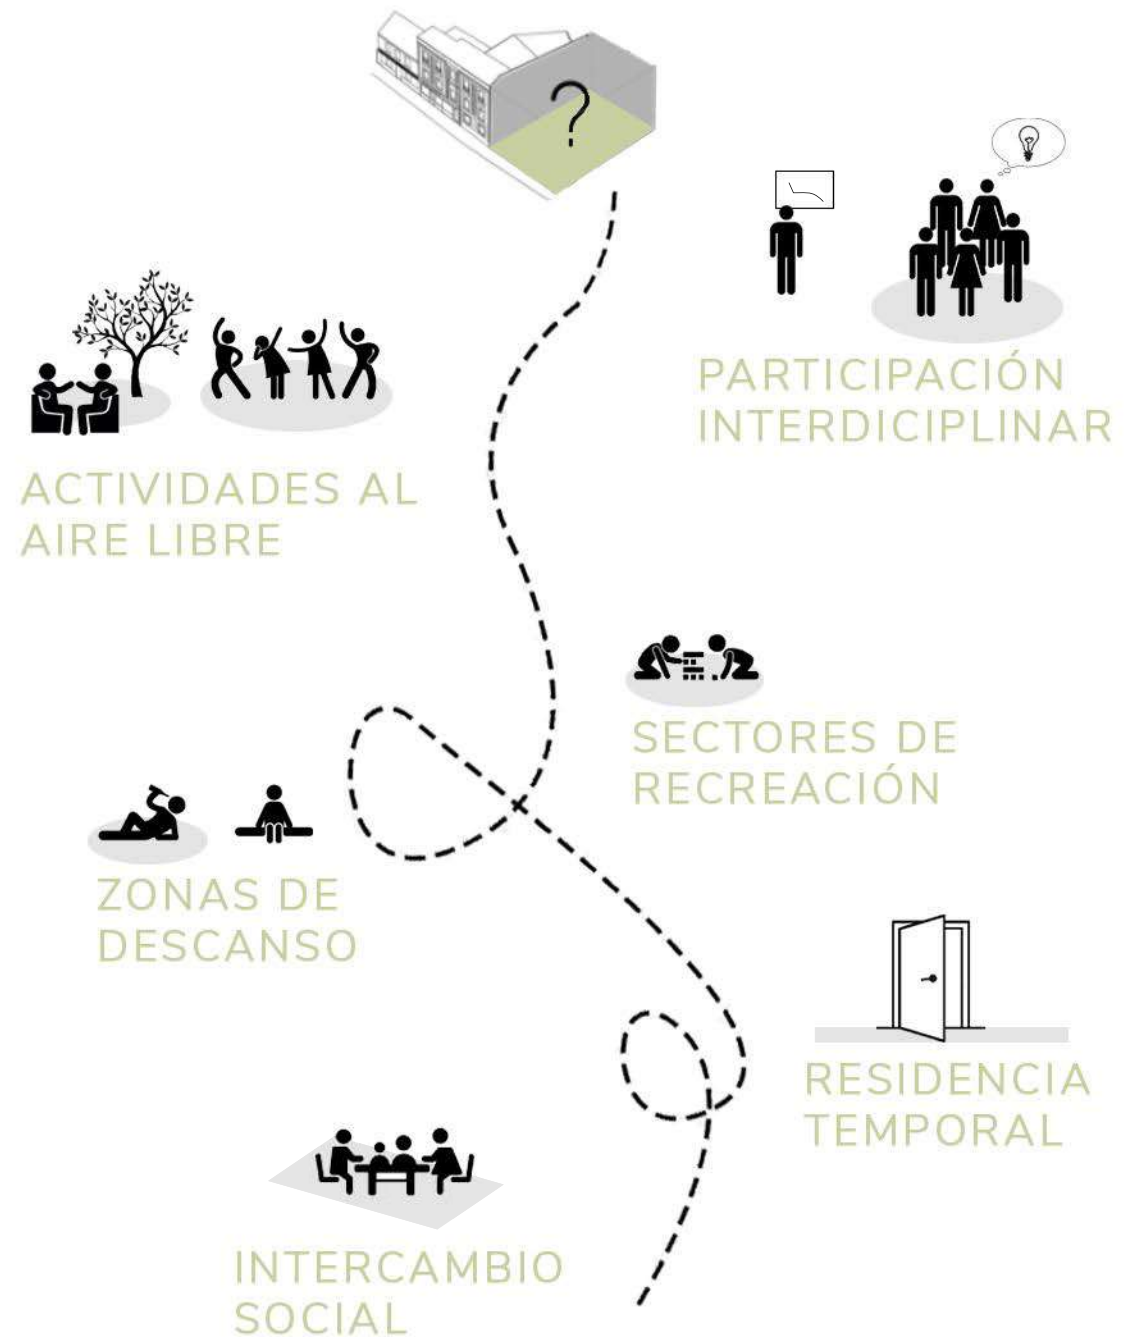 ?
PARTICIPACIÓN
INTERDICIPLINAR
ACTIVIDADES AL
AIRE LIBRE
SECTORES DE
RECREACIÓN
ZONAS DE
DESCANSO
RESIDENCIA
TEMPORAL
INTERCAMBIO
SOCIAL